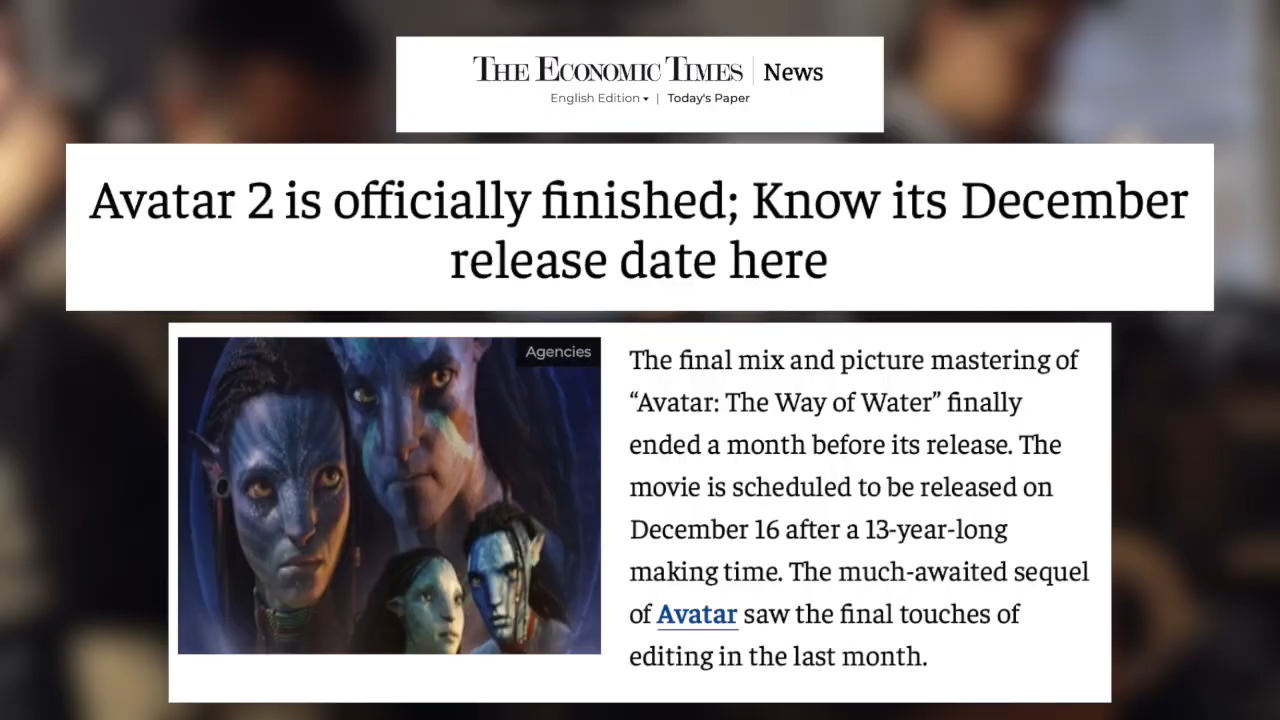 THE ECONOMIC TIMES | News
English Edition ▾ | Today's Paper
Avatar 2 is officially finished; Know its December
release date here
Agencies
The final mix and picture mastering of
“Avatar: The Way of Water” finally
ended a month before its release. The
movie is scheduled to be released on
December 16 after a 13-year-long
making time. The much-awaited sequel
of Avatar saw the final touches of
editing in the last month.